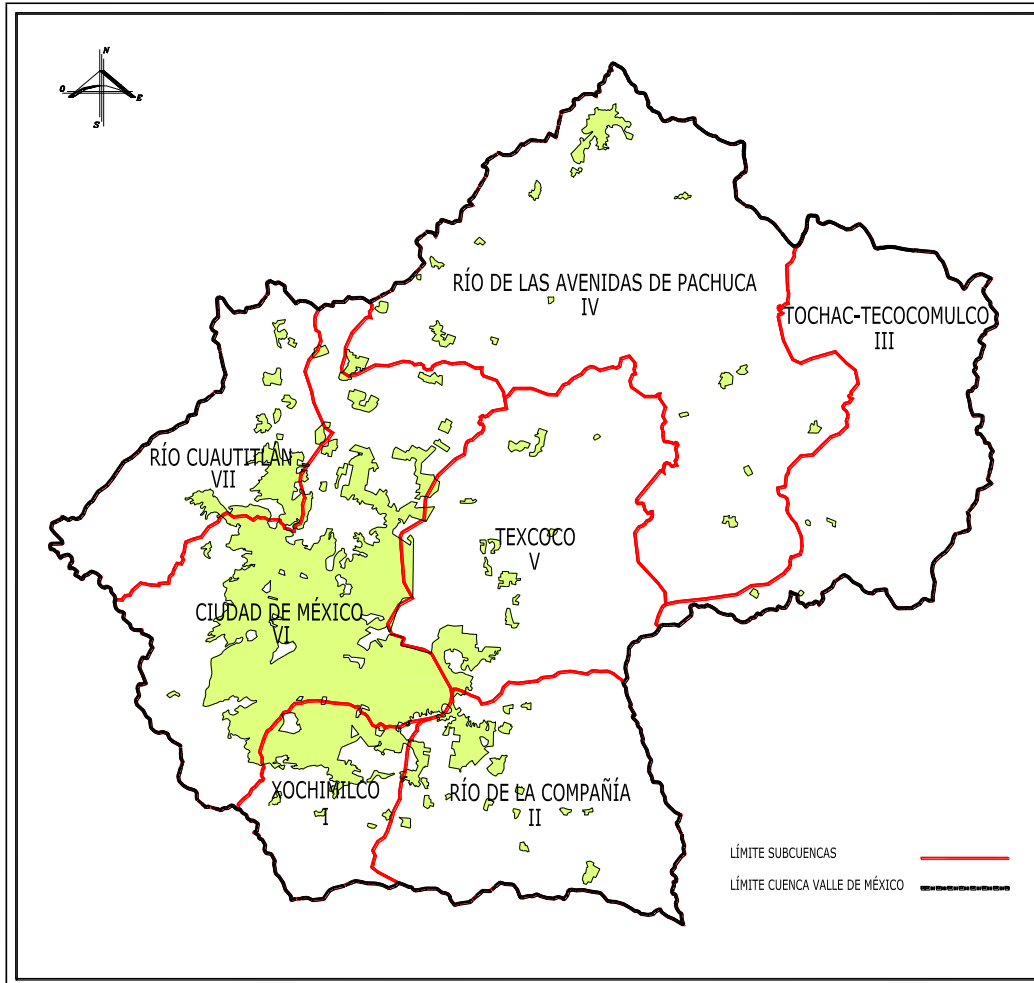 N
O
E
S
RÍO DE LAS AVENIDAS DE PACHUCA
IV
TOCHAC-TECOCOMULCO
III
RÍO CUAUTITLÁN
VII
TEXCOCO
V
CIUDAD DE MÉXICO
VI
XOCHIMILCO
I
RÍO DE LA COMPAÑÍA
II
LÍMITE SUBCUENCAS
LÍMITE CUENCA VALLE DE MÉXICO